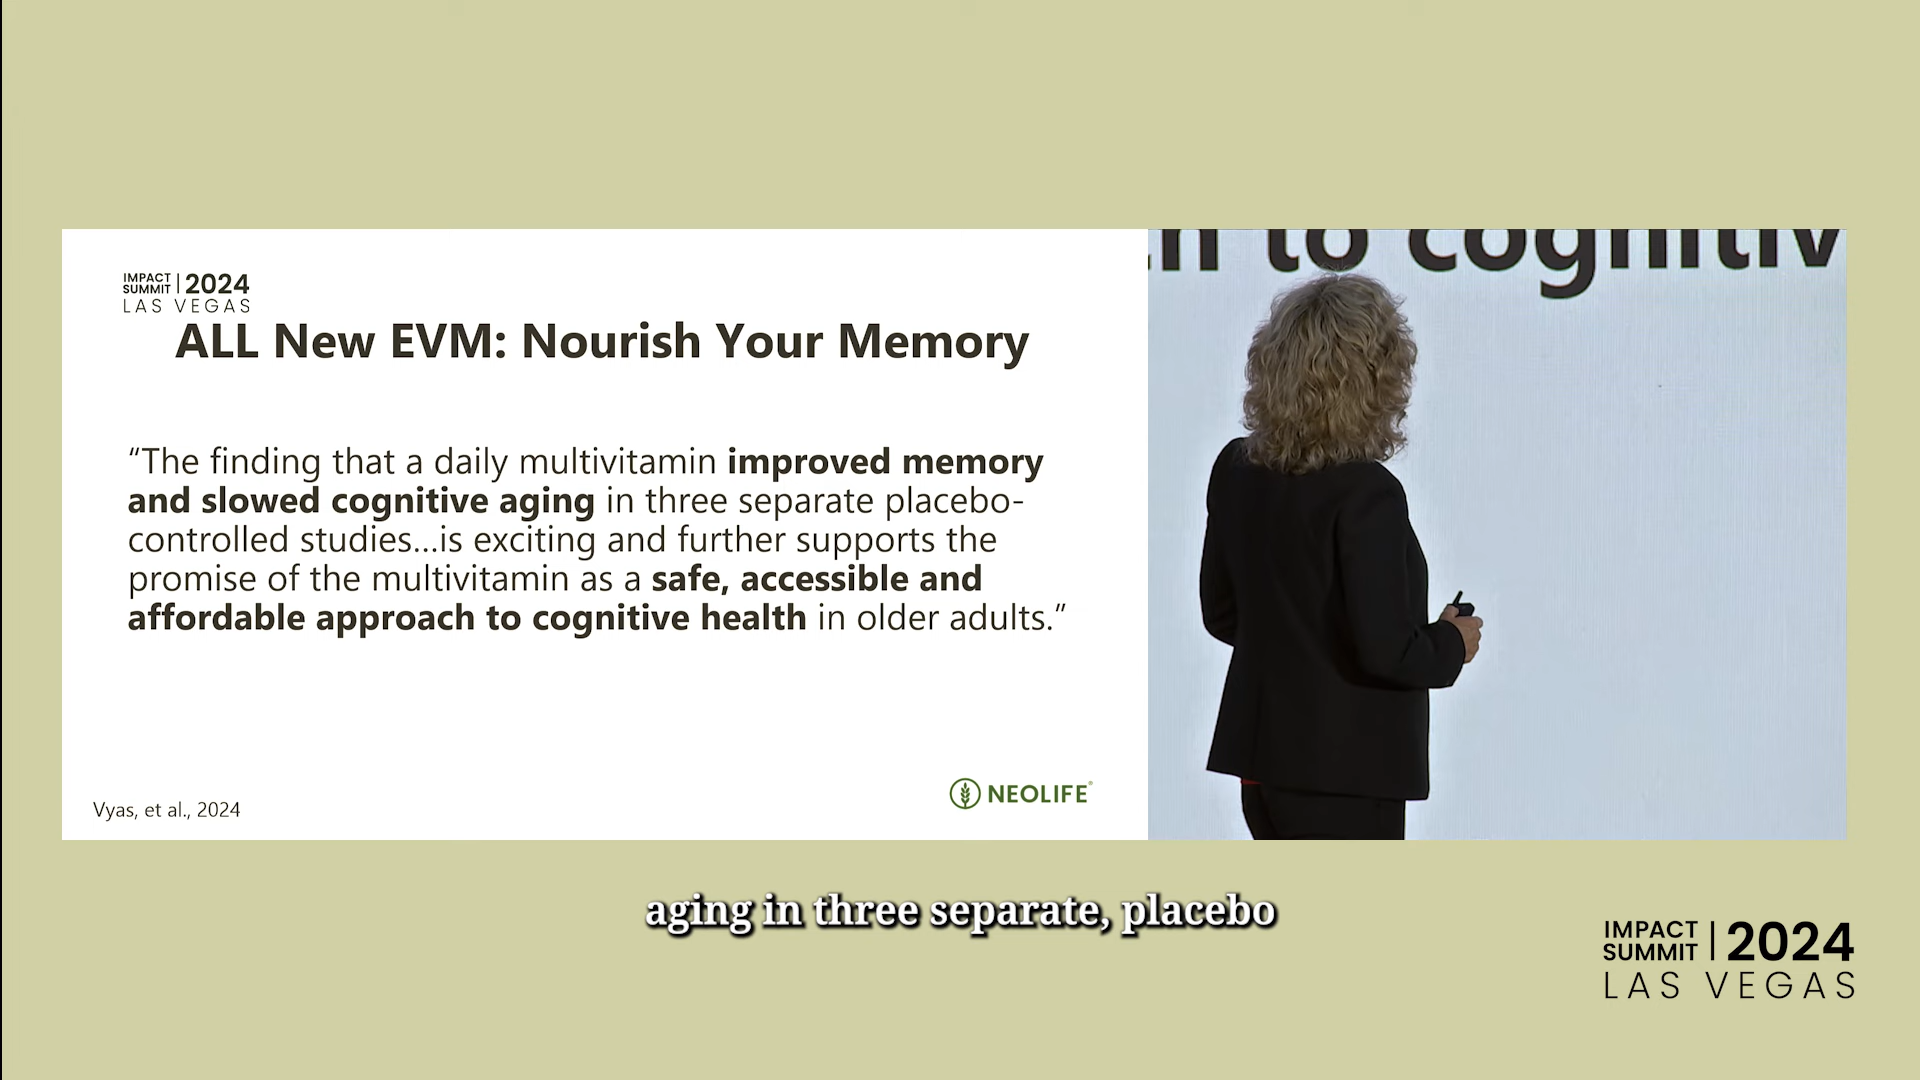 IMPACT SUMMIT | 2024
LAS VEGAS
ALL New EVM: Nourish Your Memory
“The finding that a daily multivitamin improved memory
and slowed cognitive aging in three separate placebo-
controlled studies...is exciting and further supports the
promise of the multivitamin as a safe, accessible and
affordable approach to cognitive health in older adults.”
Vyas, et al., 2024
NEOLIFE®
to cognitiv
aging in three separate, placebo
IMPACT SUMMIT | 2024
LAS VEGAS